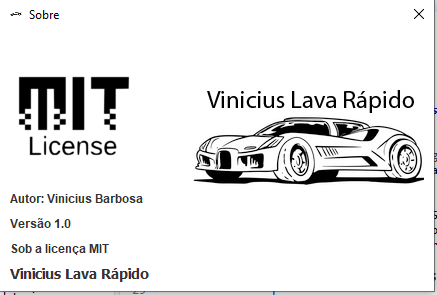 Sobre
MIT
License
Vinicius Lava Rápido
Autor: Vinicius Barbosa
Versão 1.0
Sob a licença MIT
Vinicius Lava Rápido